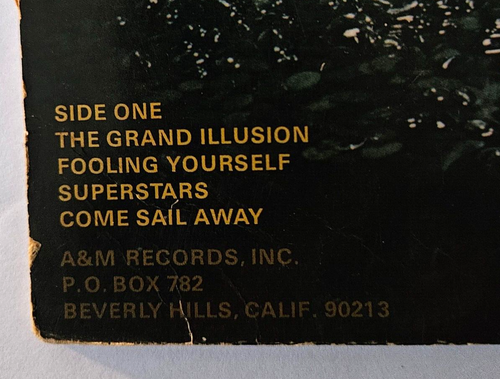 SIDE ONE
THE GRAND ILLUSION
FOOLING YOURSELF
SUPERSTARS
COME SAIL AWAY
A&M RECORDS, INC.
P.O. BOX 782
BEVERLY HILLS, CALIF. 90213